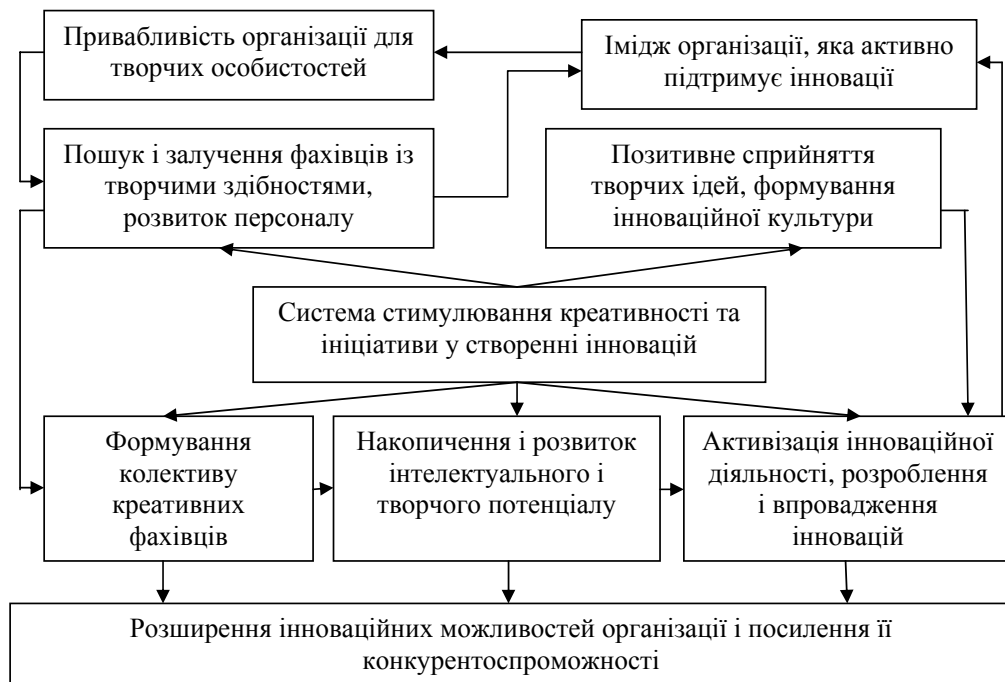 Привабливість організації для
творчих особистостей
Імідж організації, яка активно
підтримує інновації
Пошук і залучення фахівців із
творчими здібностями,
розвиток персоналу
Позитивне сприйняття
творчих ідей, формування
інноваційної культури
Система стимулювання креативності та
ініціативи у створенні інновацій
Формування
колективу
креативних
фахівців
Накопичення і розвиток
інтелектуального і
творчого потенціалу
Активізація інноваційної
діяльності, розроблення
і впровадження
інновацій
Розширення інноваційних можливостей організації і посилення її
конкурентоспроможності